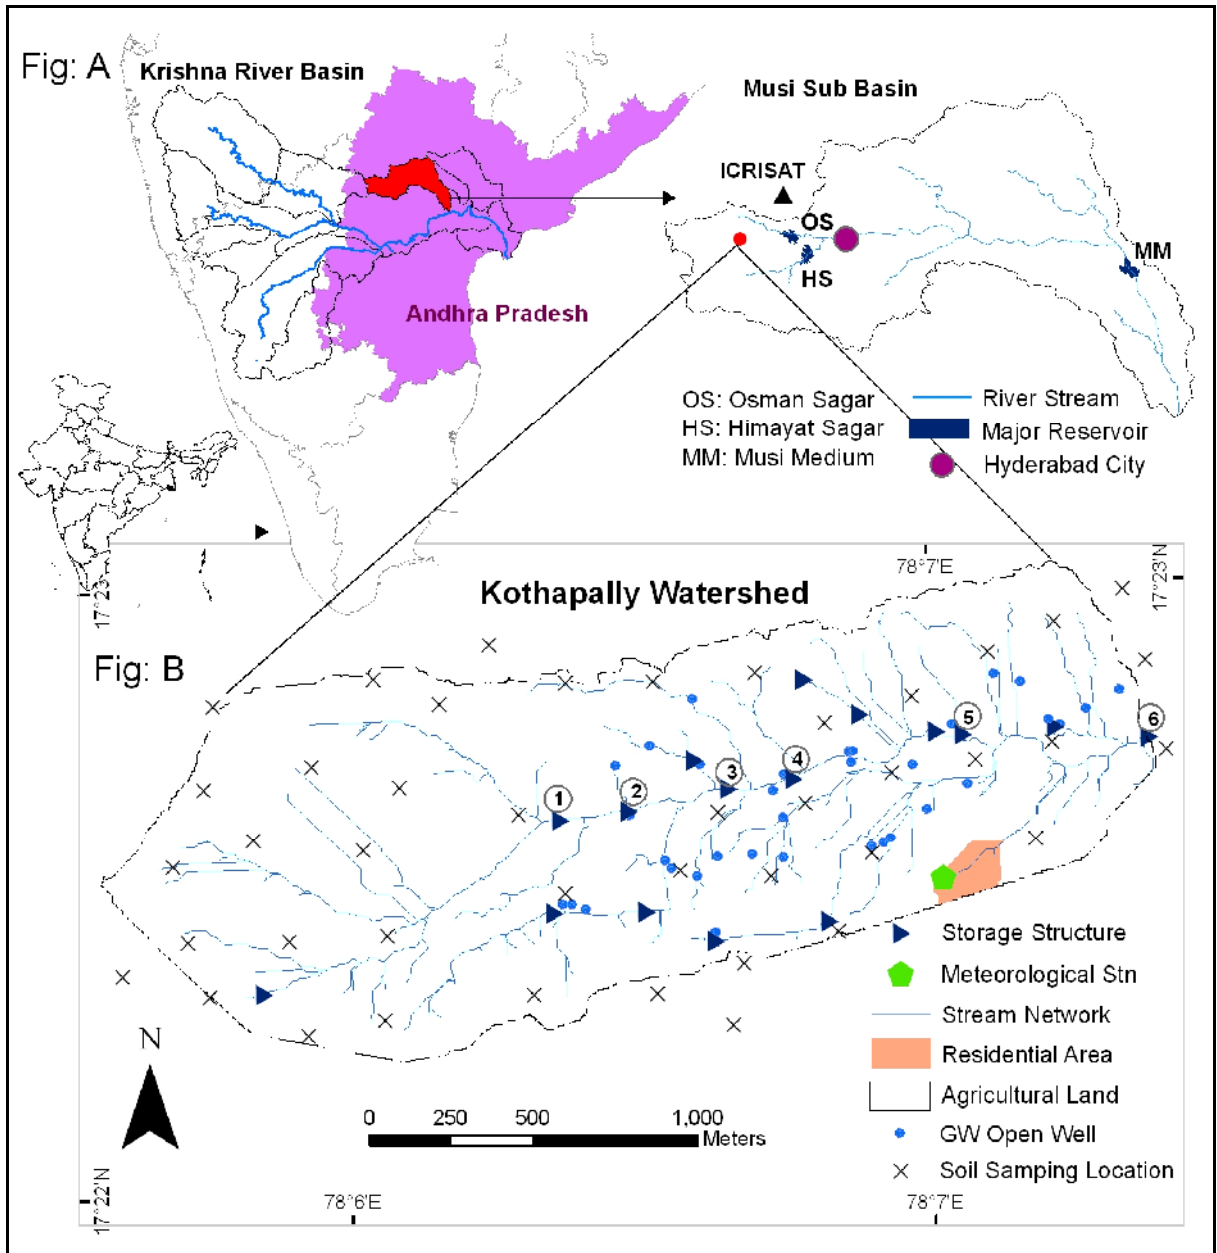 Fig: A
Krishna River Basin
Musi Sub Basin
ICRISAT
OS
MM
HS
Andhra Pradesh
OS: Osman Sagar
HS: Himayat Sagar
MM: Musi Medium
River Stream
Major Reservoir
Hyderabad City
78°7'E
17°23'N
17°23
Kothapally Watershed
Fig: B
1
2
3
4
5
6
Storage Structure
Meteorological Stn
Stream Network
Residential Area
Agricultural Land
GW Open Well
Soil Samping Location
N
0 250 500 1,000
Meters
17°22'N
78°6'E
78°7'E